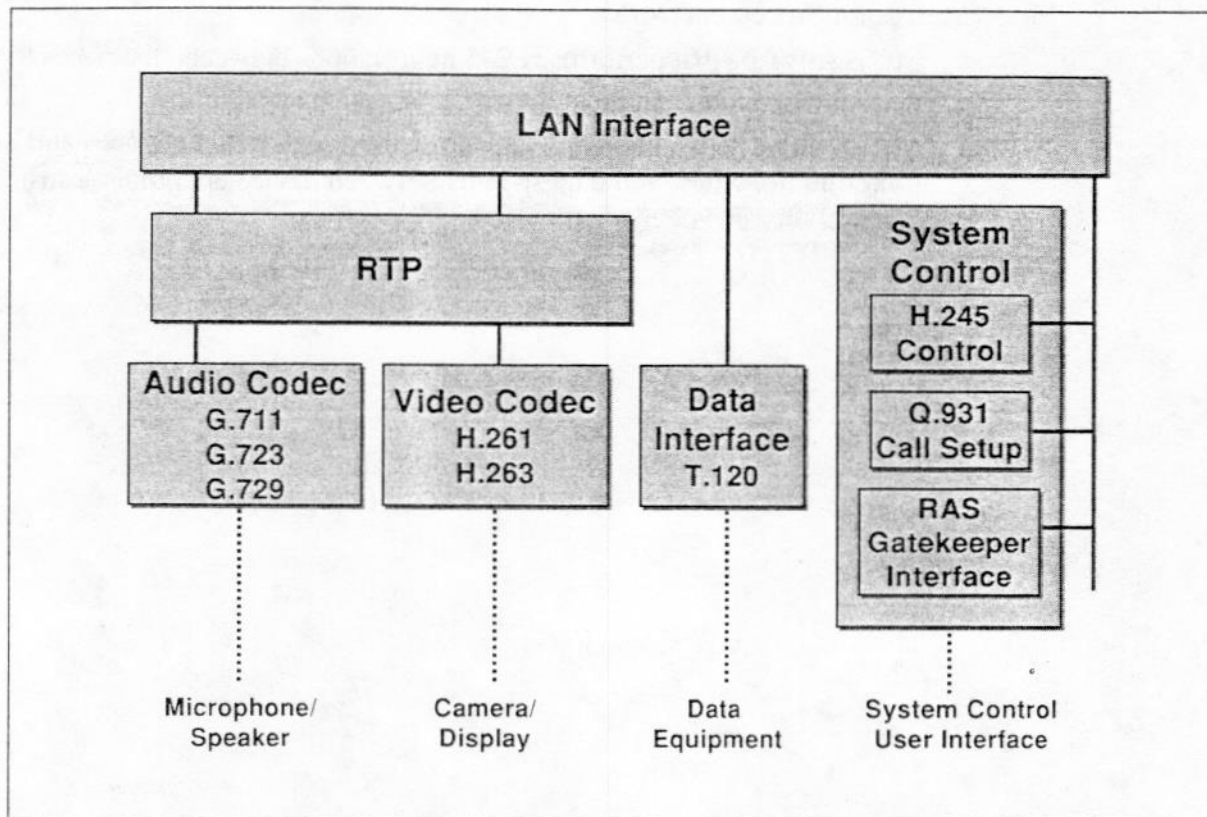 LAN Interface
RTP
System
Control
H.245
Control
Q.931
Call Setup
RAS
Gatekeeper
Interface
Audio Codec
G.711
G.723
G.729
Video Codec
H.261
H.263
Data
Interface
T.120
Microphone/
Speaker
Camera/
Display
Data
Equipment
System Control
User Interface